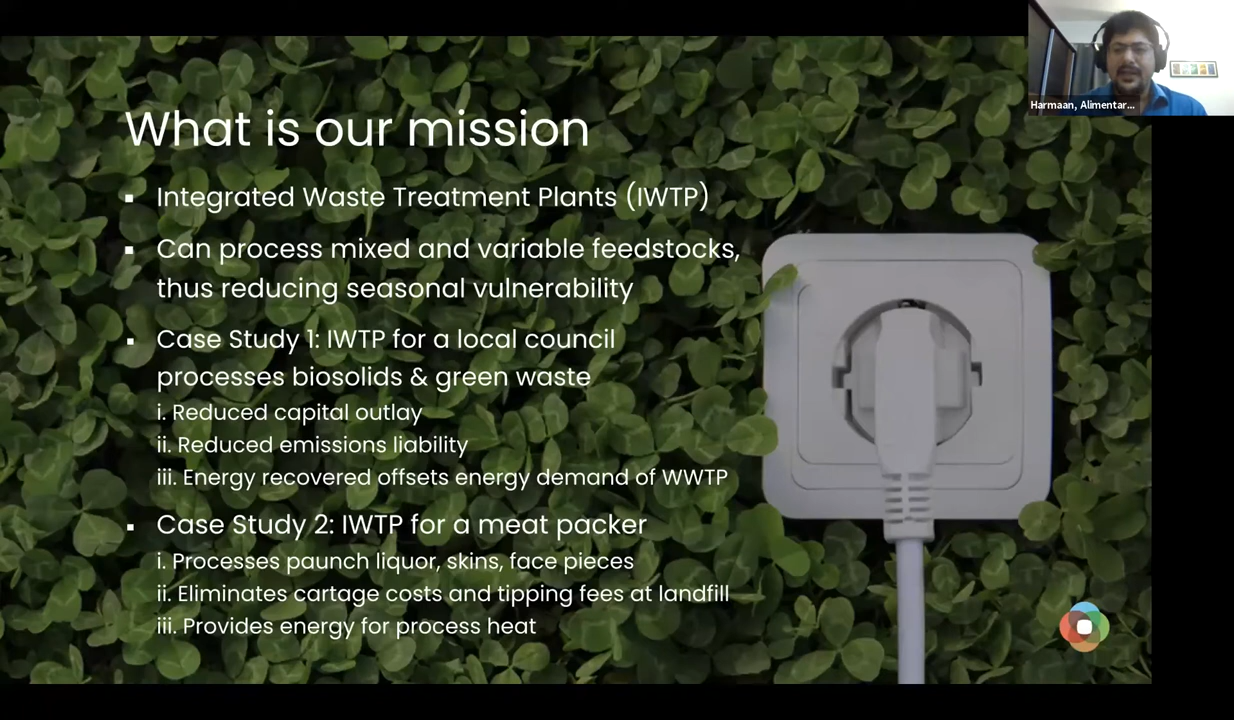 Harmaan, Alimentar...
What is our mission
▪ Integrated Waste Treatment Plants (IWTP)
▪ Can process mixed and variable feedstocks,
thus reducing seasonal vulnerability
▪ Case Study 1: IWTP for a local council
processes biosolids & green waste
i. Reduced capital outlay
ii. Reduced emissions liability
iii. Energy recovered offsets energy demand of WWTP
▪ Case Study 2: IWTP for a meat packer
i. Processes paunch liquor, skins, face pieces
ii. Eliminates cartage costs and tipping fees at landfill
iii. Provides energy for process heat